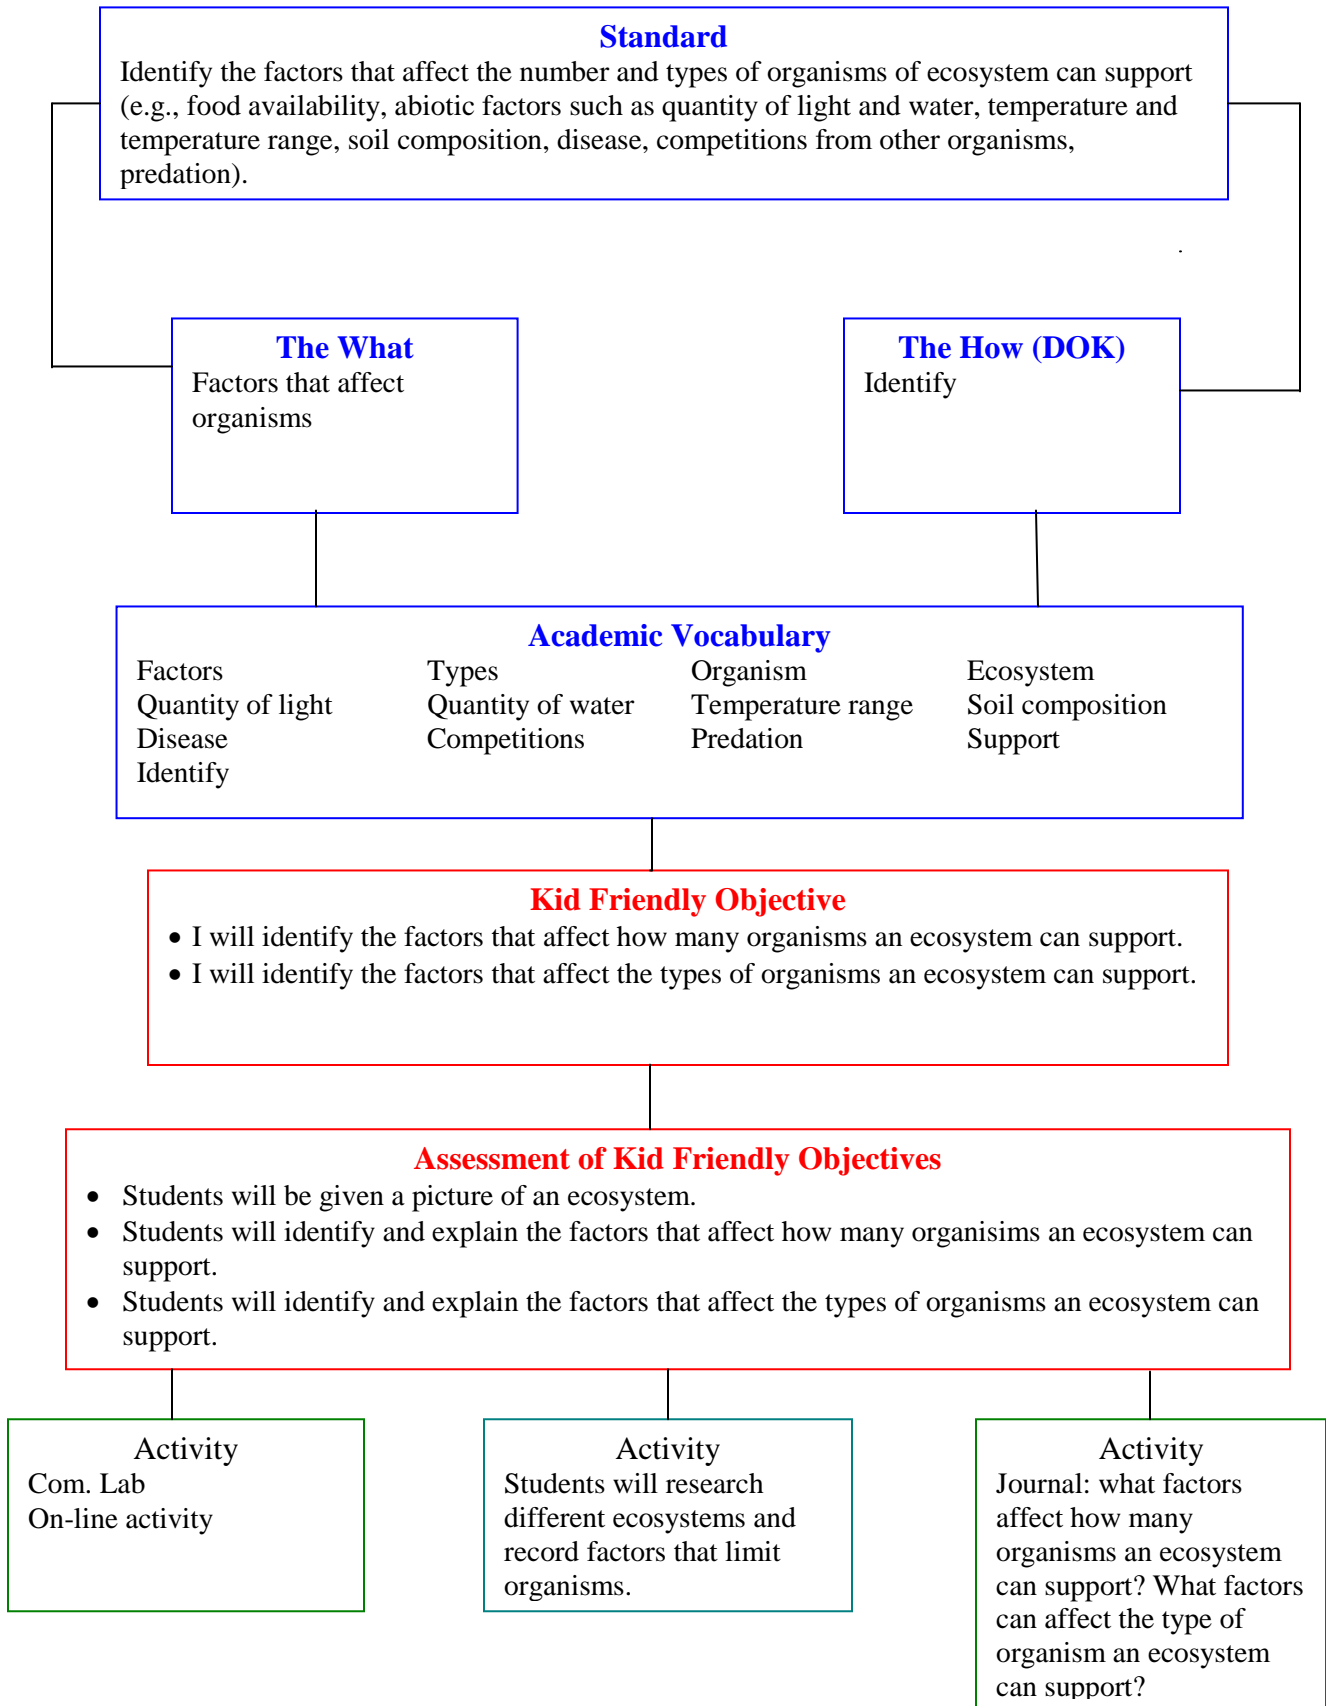 Standard
Identify the factors that affect the number and types of organisms of ecosystem can support
(e.g., food availability, abiotic factors such as quantity of light and water, temperature and
temperature range, soil composition, disease, competitions from other organisms,
predation).
.
The What
Factors that affect
organisms
The How (DOK)
Identify
Academic Vocabulary
Factors Types Organism Ecosystem
Quantity of light Quantity of water Temperature range Soil composition
Disease Competitions Predation Support
Identify
Kid Friendly Objective
• I will identify the factors that affect how many organisms an ecosystem can support.
• I will identify the factors that affect the types of organisms an ecosystem can support.
Assessment of Kid Friendly Objectives
• Students will be given a picture of an ecosystem.
• Students will identify and explain the factors that affect how many organisims an ecosystem can
support.
• Students will identify and explain the factors that affect the types of organisms an ecosystem can
support.
Activity
Com. Lab
On-line activity
Activity
Students will research
different ecosystems and
record factors that limit
organisms.
Activity
Journal: what factors
affect how many
organisms an ecosystem
can support? What factors
can affect the type of
organism an ecosystem
can support?